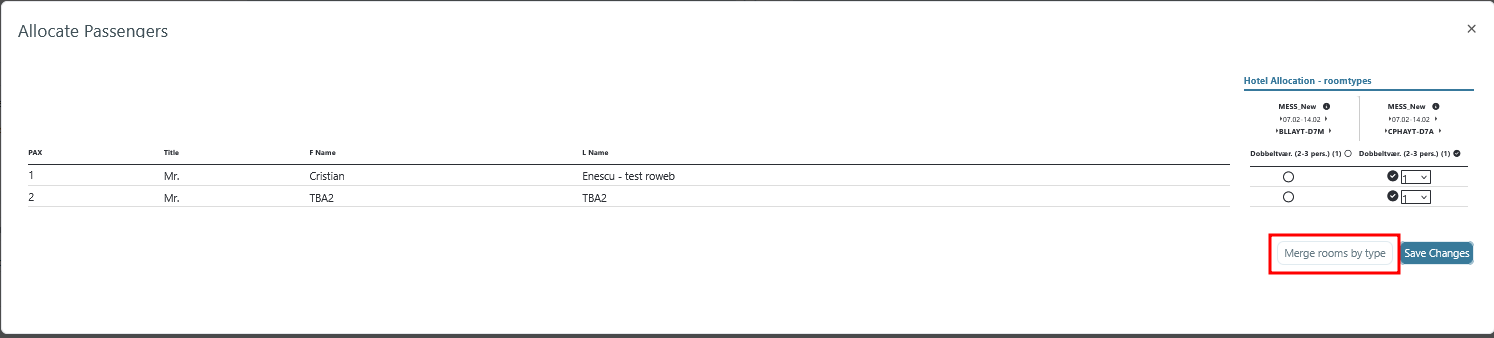 Allocate Passengers
×
Hotel Allocation - roomtypes
MESS_New MESS_New
07.02-14.02 07.02-14.02
BLLAYT-D7M CPHAYT-D7A
PAX Title F Name L Name Dobbeltvær. (2-3 pers.) (1) Dobbeltvær. (2-3 pers.) (1)
1 Mr. Cristian Enescu - test roweb 1
2 Mr. TBA2 TBA2 1
Merge rooms by type Save Changes